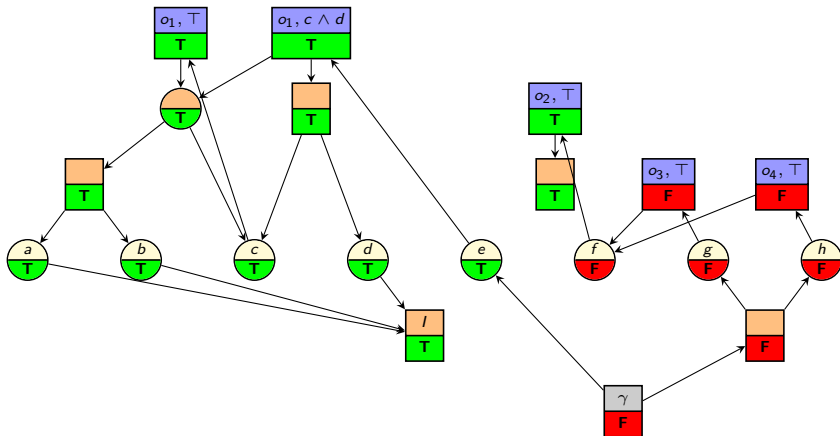 o₁, ⊤
T
o₁, c ∧ d
T
T
T
o₂, ⊤
T
T
T
o₃, ⊤
F
o₄, ⊤
F
a
T
b
T
c
T
d
T
e
T
f
F
g
F
h
F
I
T
F
γ
F